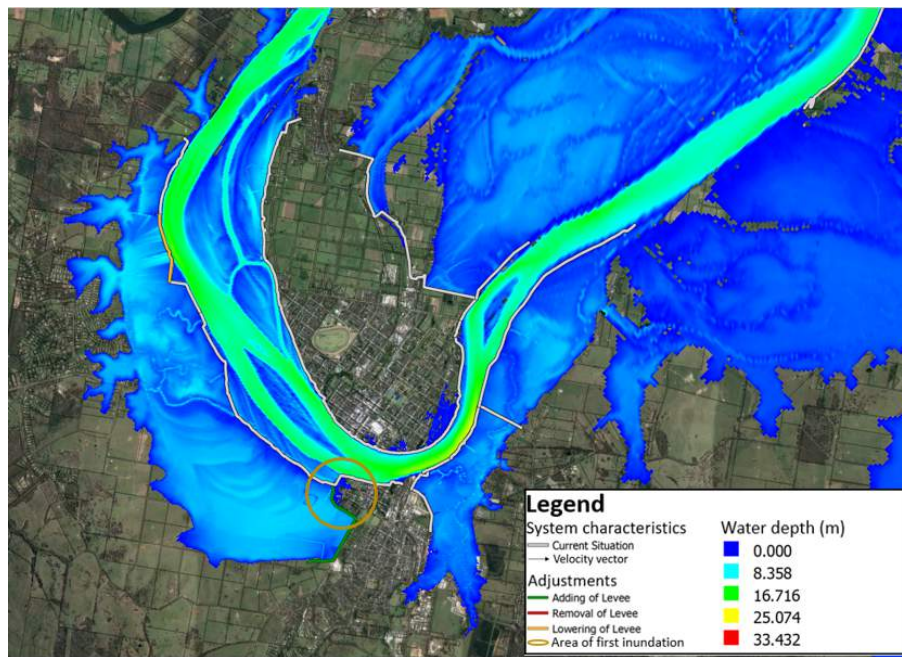 Legend
System characteristics
Current Situation
Velocity vector
Adjustments
Adding of Levee
Removal of Levee
Lowering of Levee
Area of first inundation
Water depth (m)
0.000
8.358
16.716
25.074
33.432